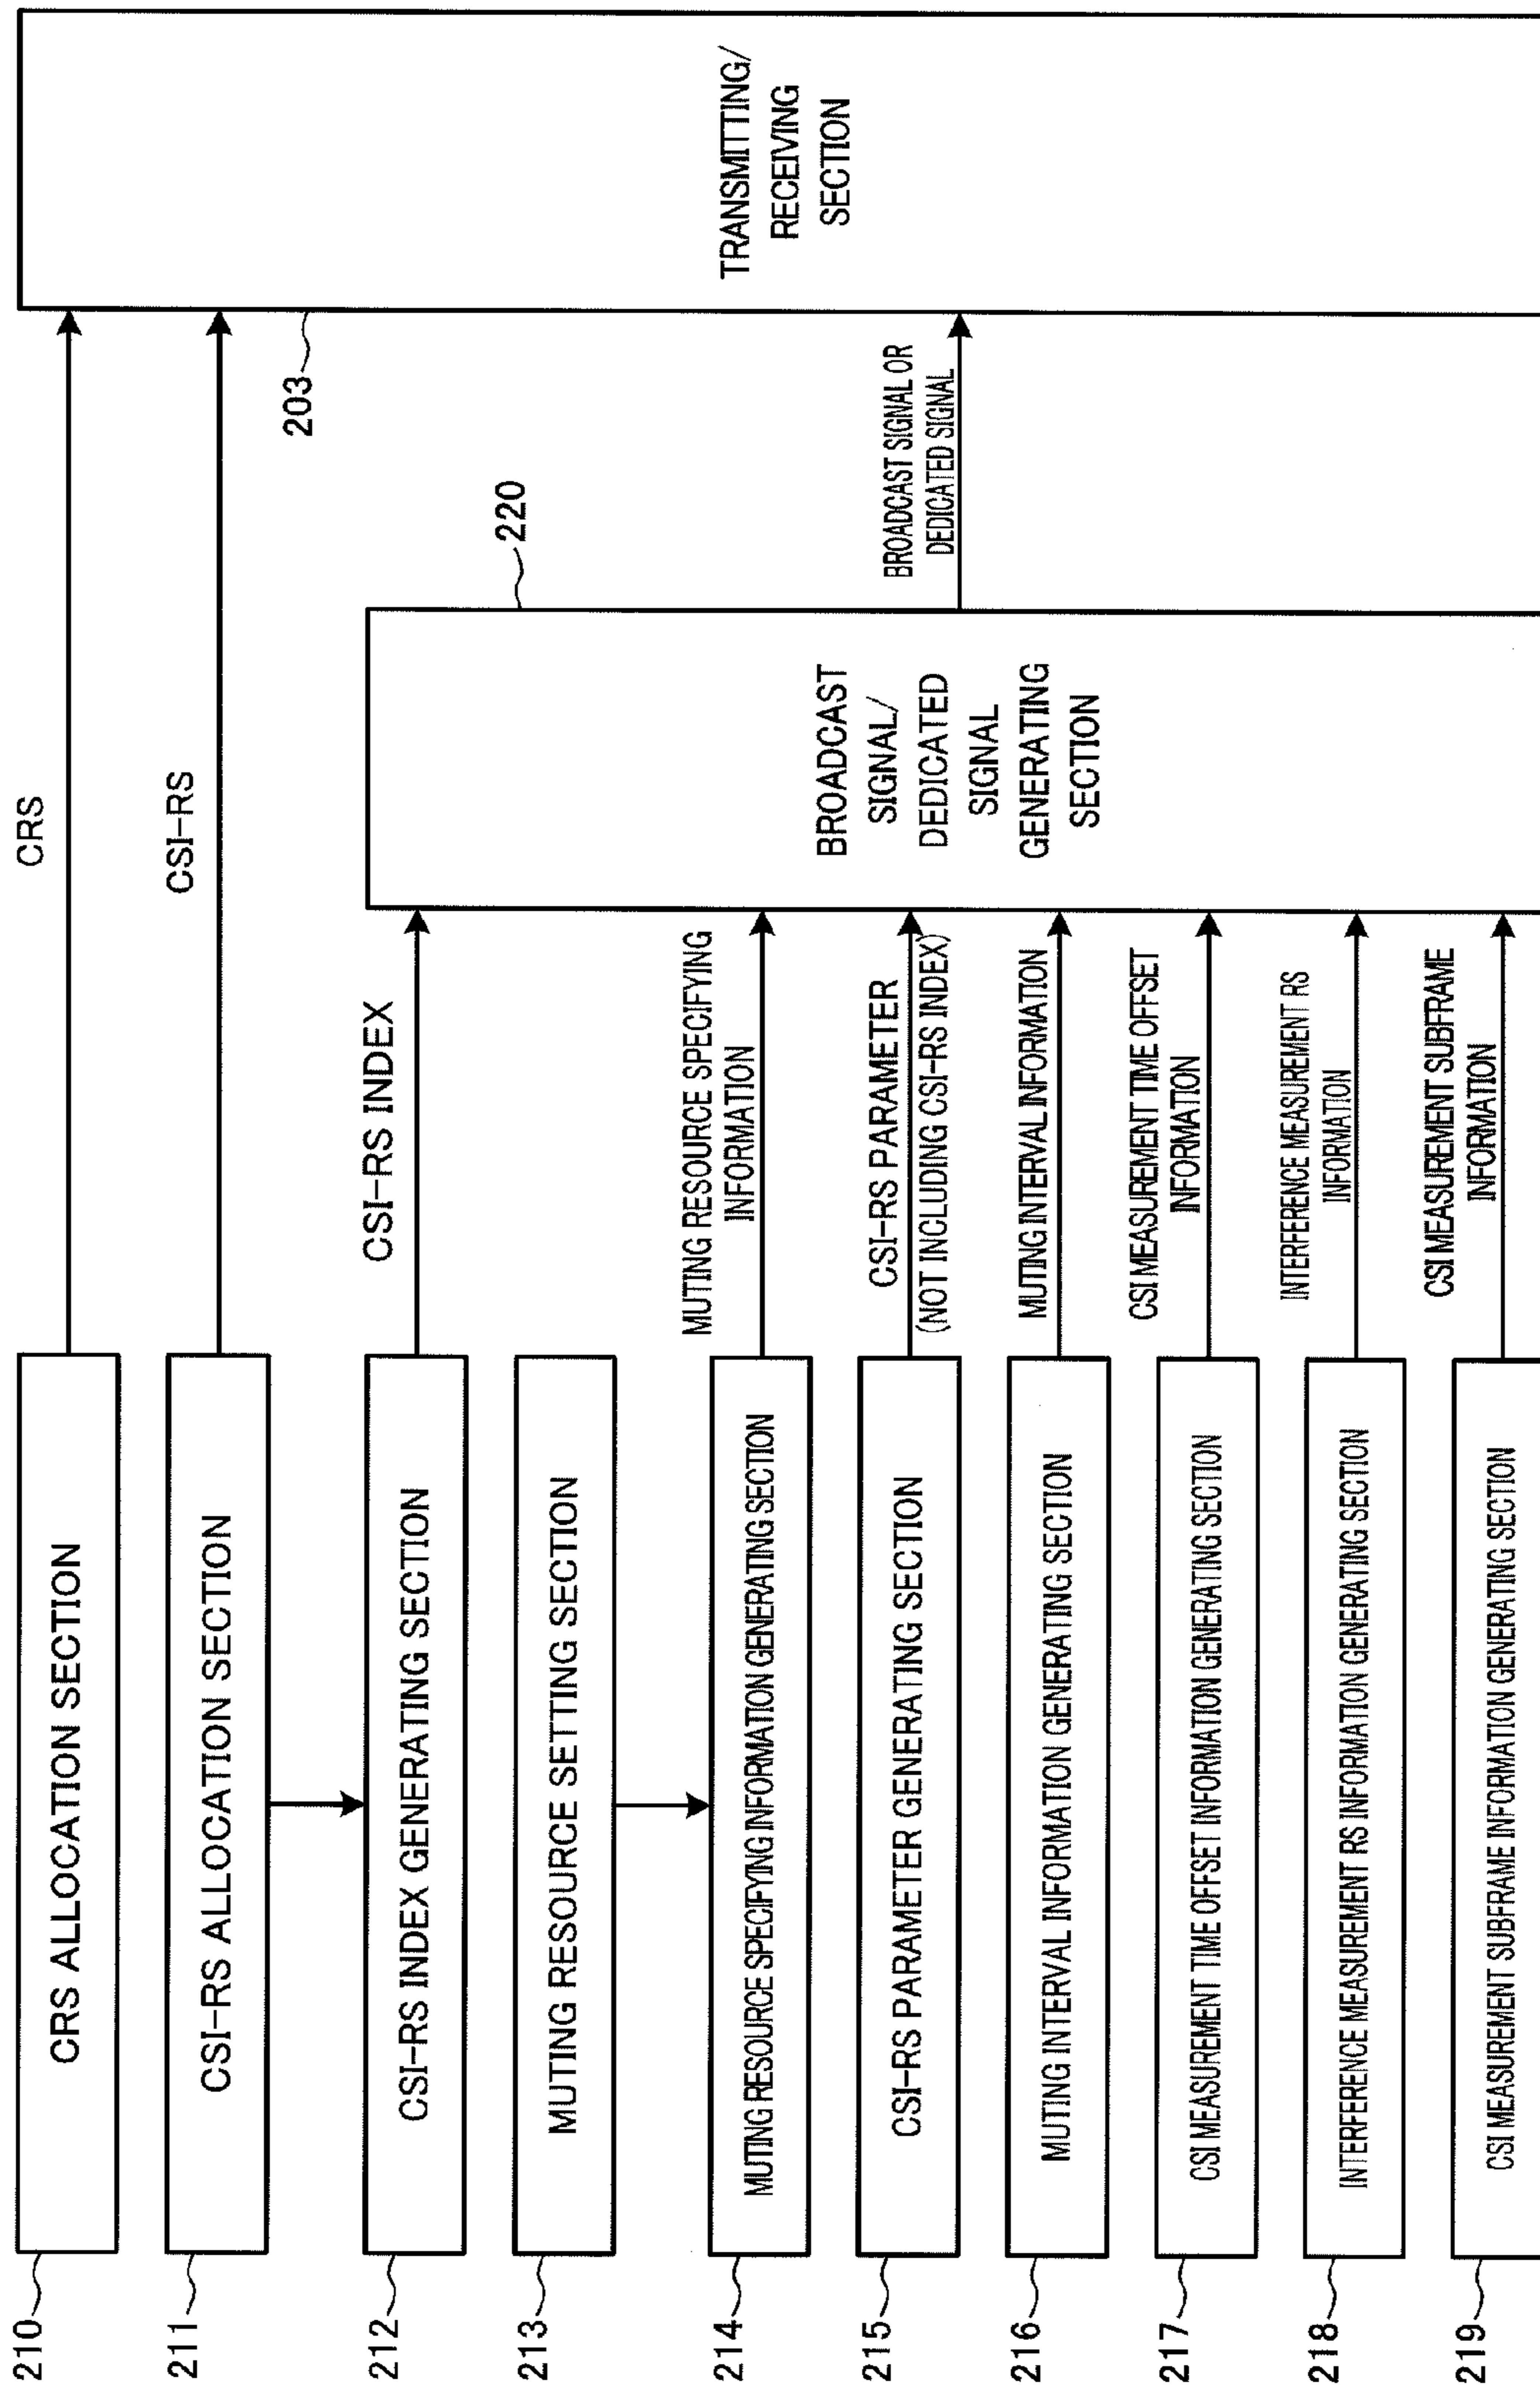 210
CRS ALLOCATION SECTION
CRS
211
CSI-RS ALLOCATION SECTION
CSI-RS
203
TRANSMITTING/
RECEIVING
SECTION
212
CSI-RS INDEX GENERATING SECTION
CSI-RS INDEX
213
MUTING RESOURCE SETTING SECTION
220
BROADCAST
SIGNAL/
DEDICATED
SIGNAL
GENERATING
SECTION
BROADCAST SIGNAL OR
DEDICATED SIGNAL
214
MUTING RESOURCE SPECIFYING INFORMATION GENERATING SECTION
MUTING RESOURCE SPECIFYING
INFORMATION
215
CSI-RS PARAMETER GENERATING SECTION
CSI-RS PARAMETER
(NOT INCLUDING CSI-RS INDEX)
216
MUTING INTERVAL INFORMATION GENERATING SECTION
MUTING INTERVAL INFORMATION
217
CSI MEASUREMENT TIME OFFSET INFORMATION GENERATING SECTION
CSI MEASUREMENT TIME OFFSET
INFORMATION
218
INTERFERENCE MEASUREMENT RS INFORMATION GENERATING SECTION
INTERFERENCE MEASUREMENT RS
INFORMATION
219
CSI MEASUREMENT SUBFRAME INFORMATION GENERATING SECTION
CSI MEASUREMENT SUBFRAME
INFORMATION